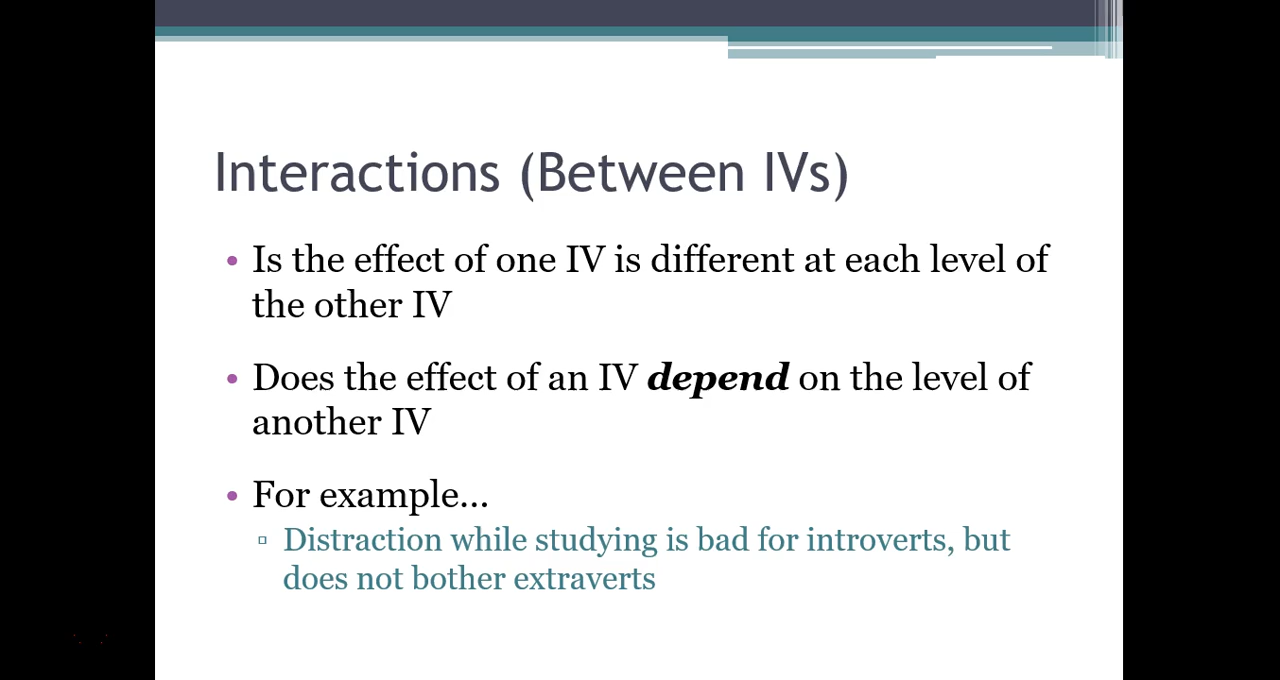 Interactions (Between IVs)
• Is the effect of one IV is different at each level of
the other IV
• Does the effect of an IV depend on the level of
another IV
• For example...
▫ Distraction while studying is bad for introverts, but
does not bother extraverts